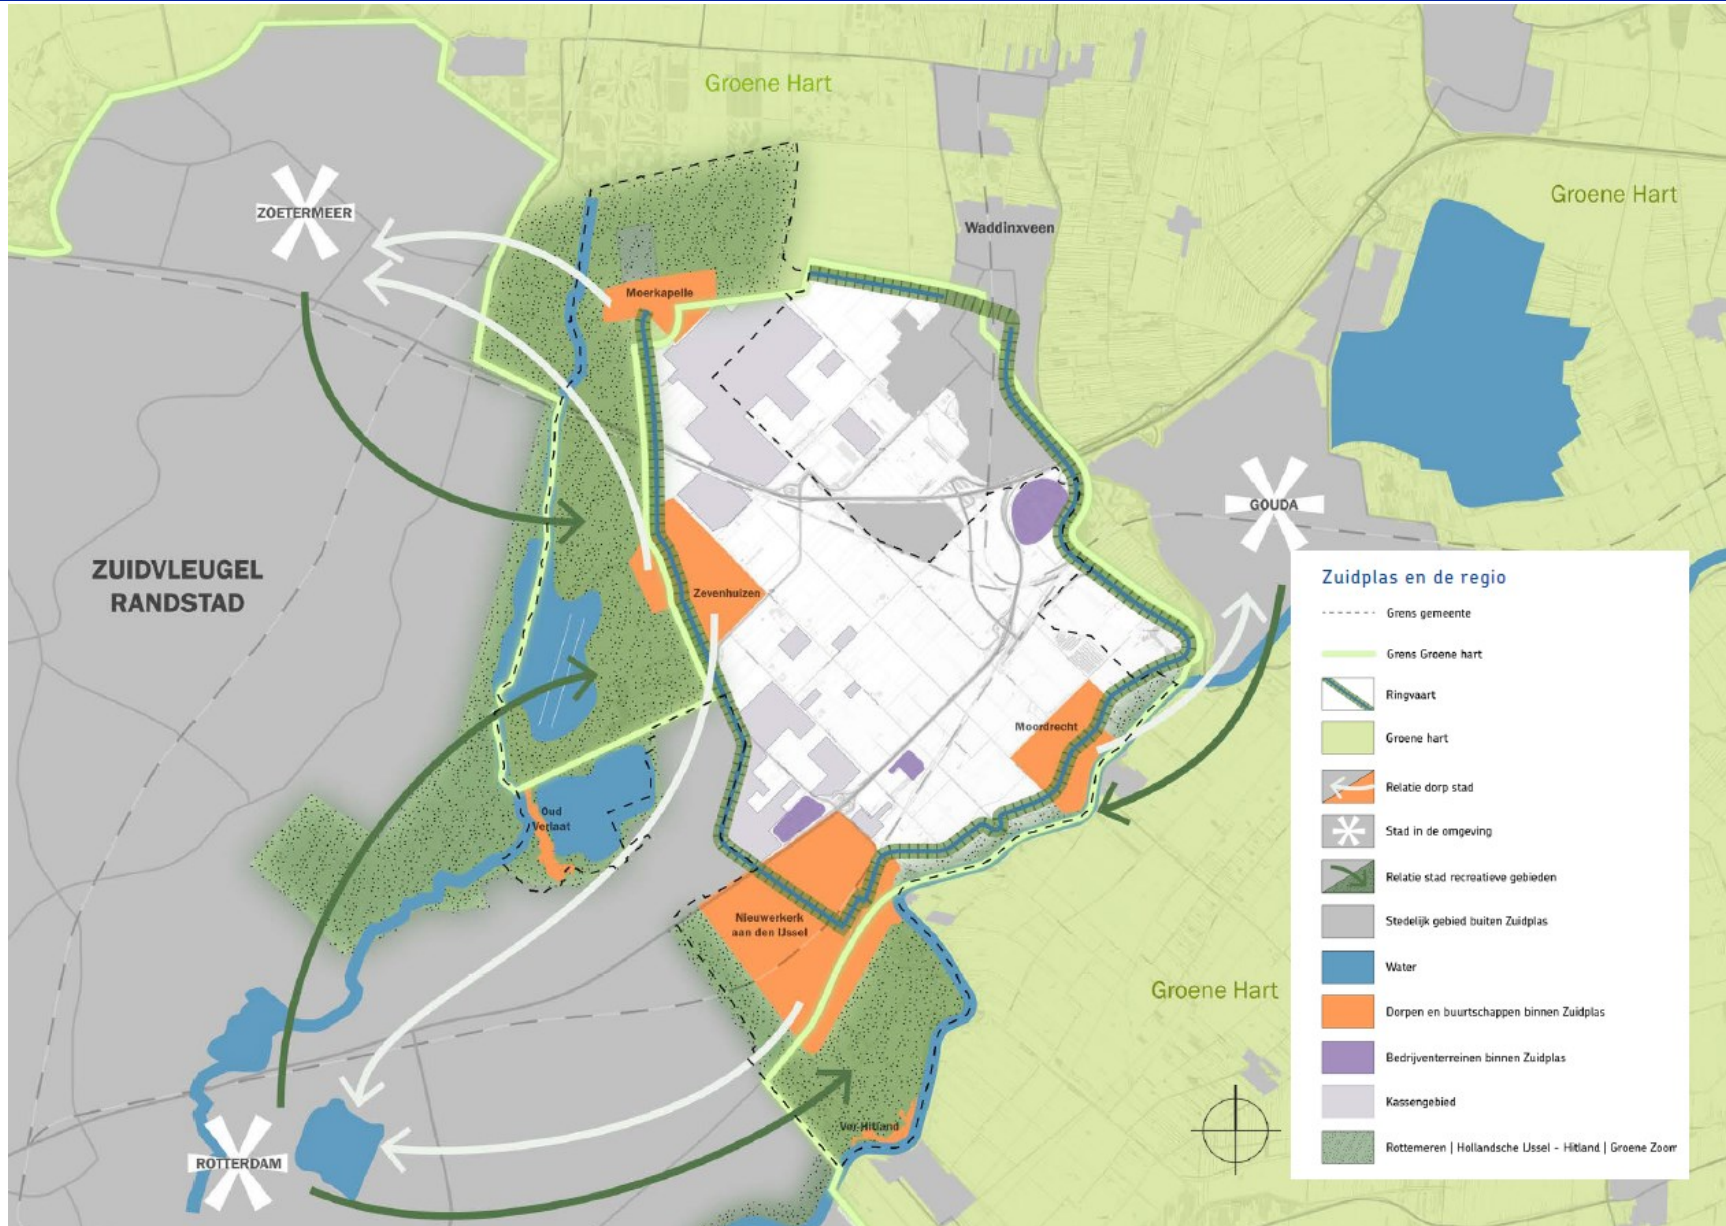 Groene Hart
Groene Hart
ZOETERMEER
Waddinxveen
Moerkapelle
GOUDA
ZUIDVLEUGEL
RANDSTAD
Zevenhuizen
Moordrecht
Oud
Verlaat
Nieuwerkerk
aan den IJssel
Groene Hart
ROTTERDAM
Zuidplas en de regio
Grens gemeente
Grens Groene hart
Ringvaart
Groene hart
Relatie dorp stad
Stad in de omgeving
Relatie stad recreatieve gebieden
Stedelijk gebied buiten Zuidplas
Water
Dorpen en buurtschappen binnen Zuidplas
Bedrijventerreinen binnen Zuidplas
Kassengebied
Rottemeren | Hollandsche IJssel - Hitland | Groene Zoom